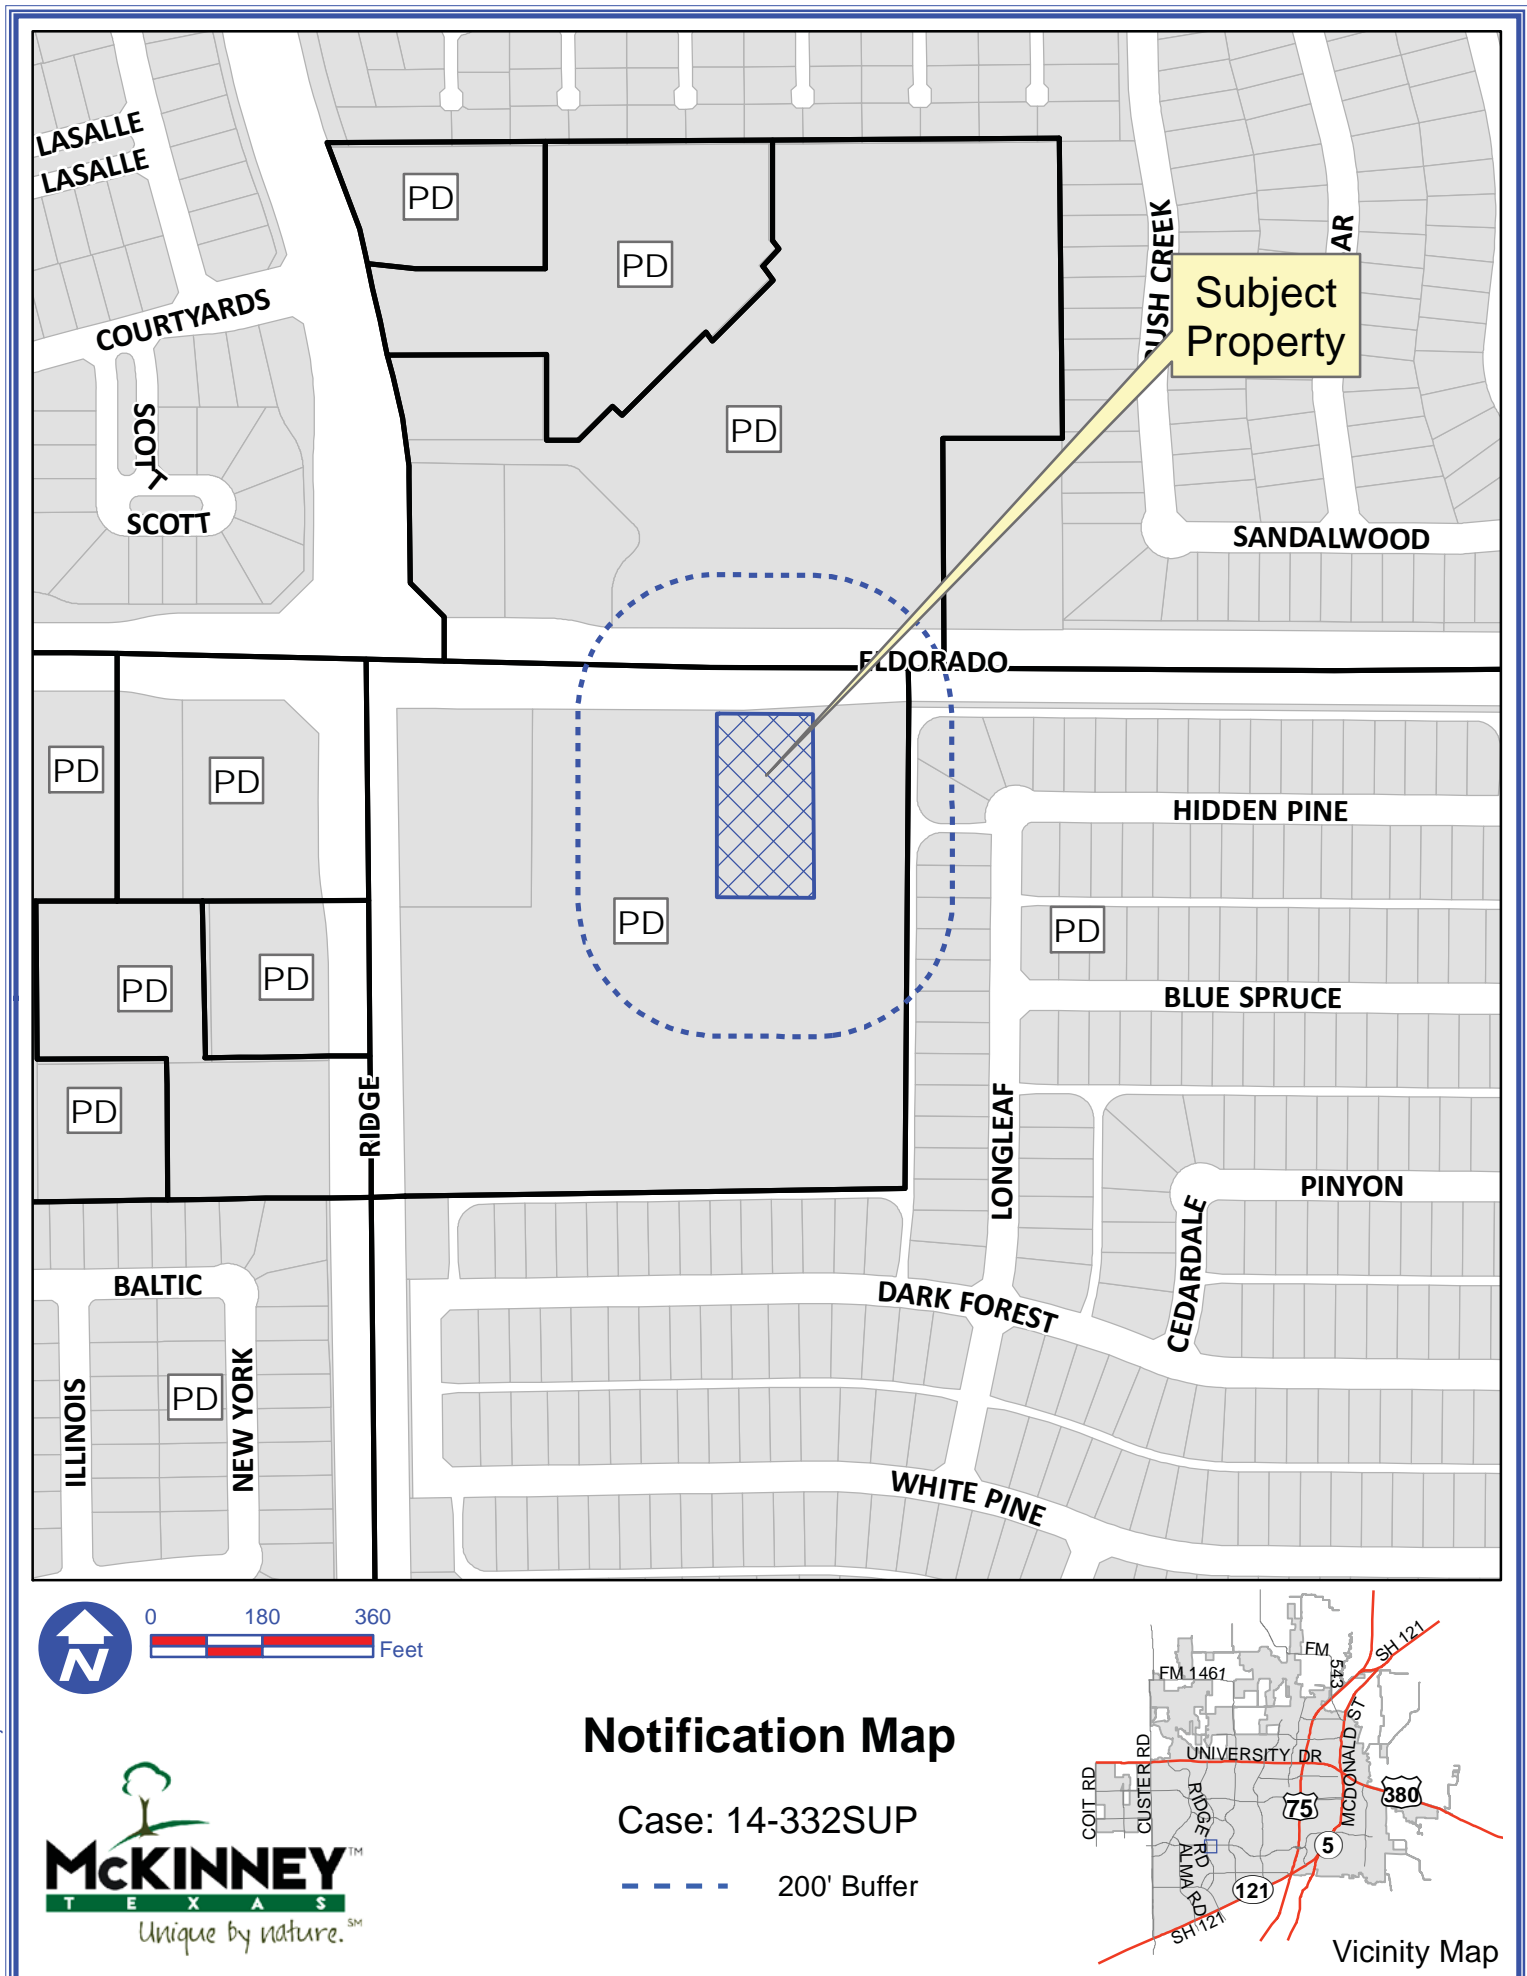 LASALLE
LASALLE
PD
PD
RUSH CREEK
AR
Subject
Property
COURTYARDS
SCOTT
SCOTT
PD
SANDALWOOD
ELDORADO
PD
PD
HIDDEN PINE
PD
PD
PD
PD
BLUE SPRUCE
PD
RIDGE
LONGLEAF
PINYON
CEDARDALE
BALTIC
DARK FOREST
ILLINOIS
PD
NEW YORK
WHITE PINE
N
0 180 360
Feet
Notification Map
Case: 14-332SUP
200' Buffer
McKINNEY™
TEXAS
Unique by nature.℠
FM 1461
FM 543
SH 121
UNIVERSITY DR
MCDONALD ST
COIT RD
CUSTER RD
RIDGE RD
ALMA RD
75
380
5
121
SH 121
Vicinity Map